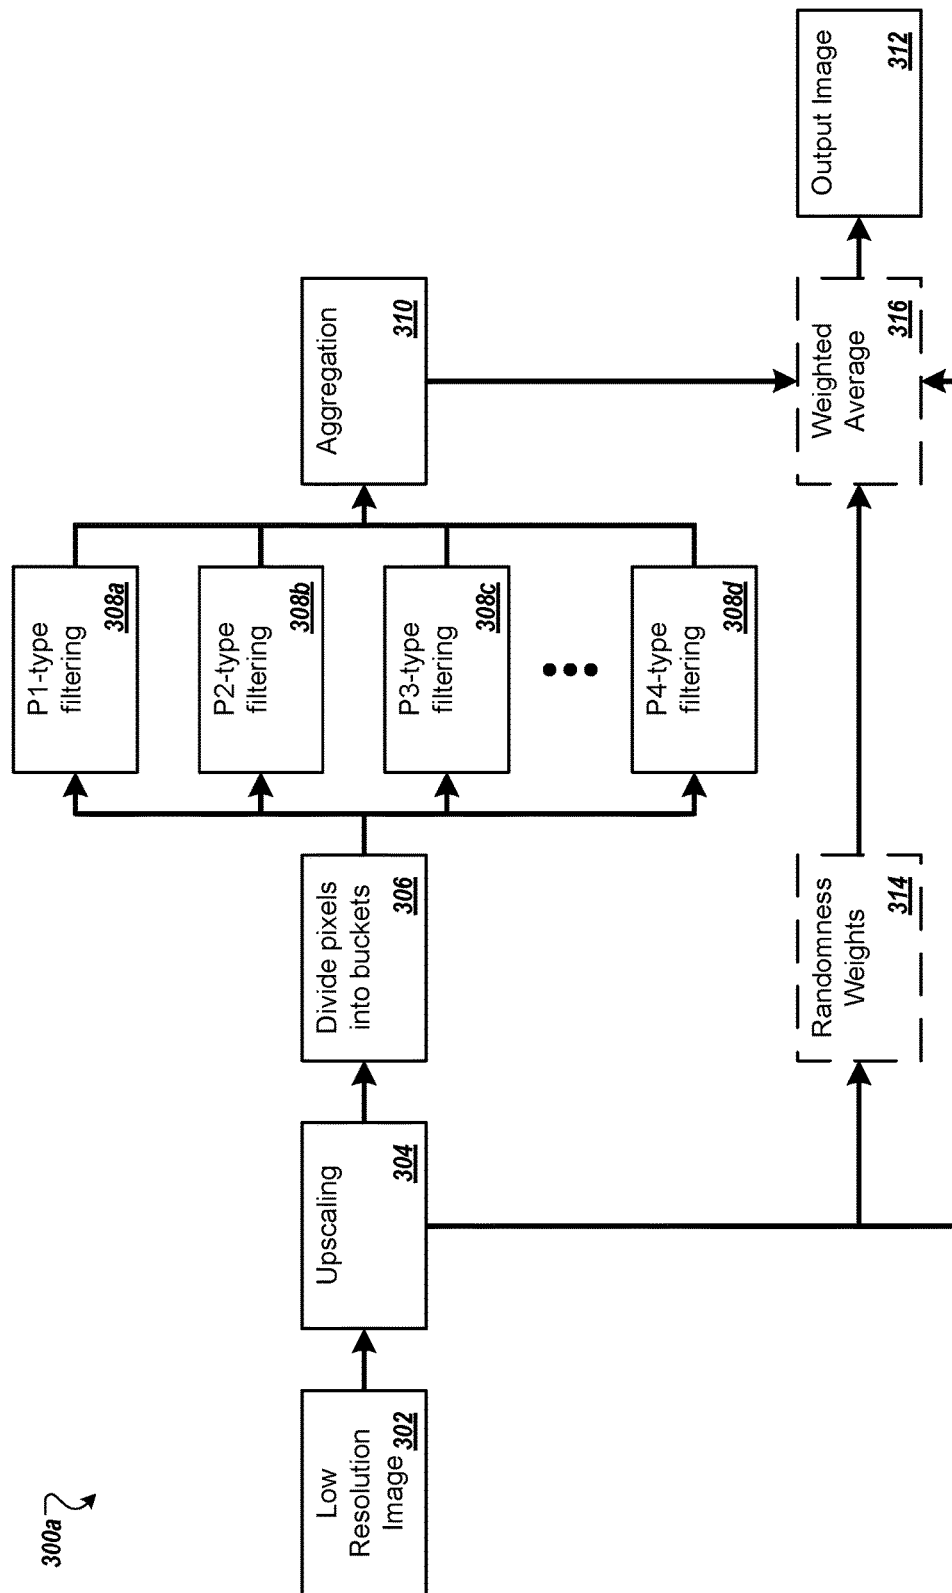 300a
Low
Resolution
Image 302
Upscaling
304
Divide pixels
into buckets
306
P1-type
filtering
308a
P2-type
filtering
308b
P3-type
filtering
308c
P4-type
filtering
308d
Aggregation
310
Randomness
Weights
314
Weighted
Average
316
Output Image
312